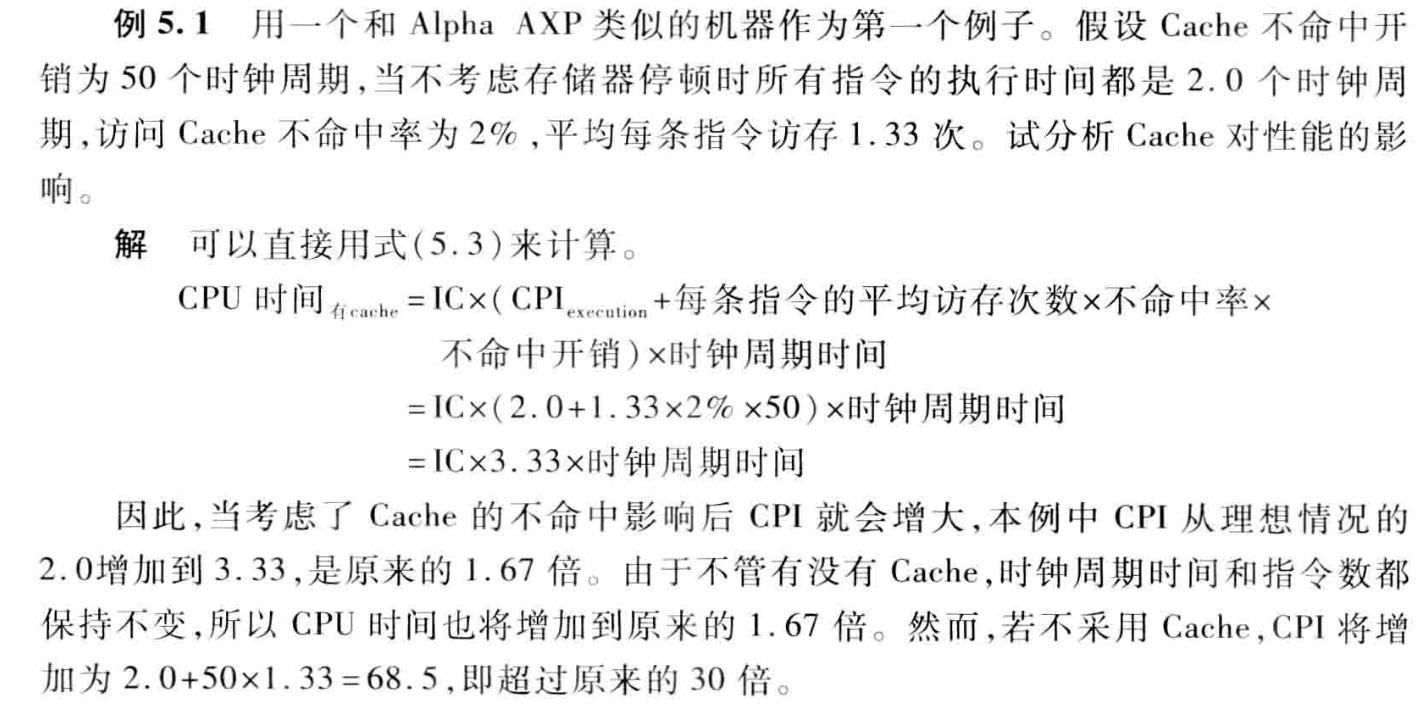 例 5.1 用一个和 Alpha AXP 类似的机器作为第一个例子。假设 Cache 不命中开
销为 50 个时钟周期,当不考虑存储器停顿时所有指令的执行时间都是 2.0 个时钟周
期,访问 Cache 不命中率为 2% ,平均每条指令访存 1.33 次。试分析 Cache 对性能的影
响。
解 可以直接用式(5.3)来计算。
CPU 时间有cache =IC×( CPIexecution+每条指令的平均访存次数×不命中率×
不命中开销)×时钟周期时间
=IC×(2.0+1.33×2% ×50)×时钟周期时间
=IC×3.33×时钟周期时间
因此,当考虑了 Cache 的不命中影响后 CPI 就会增大,本例中 CPI 从理想情况的
2.0增加到 3.33,是原来的 1.67 倍。由于不管有没有 Cache,时钟周期时间和指令数都
保持不变,所以 CPU 时间也将增加到原来的 1.67 倍。然而,若不采用 Cache,CPI 将增
加为 2.0+50×1.33=68.5,即超过原来的 30 倍。